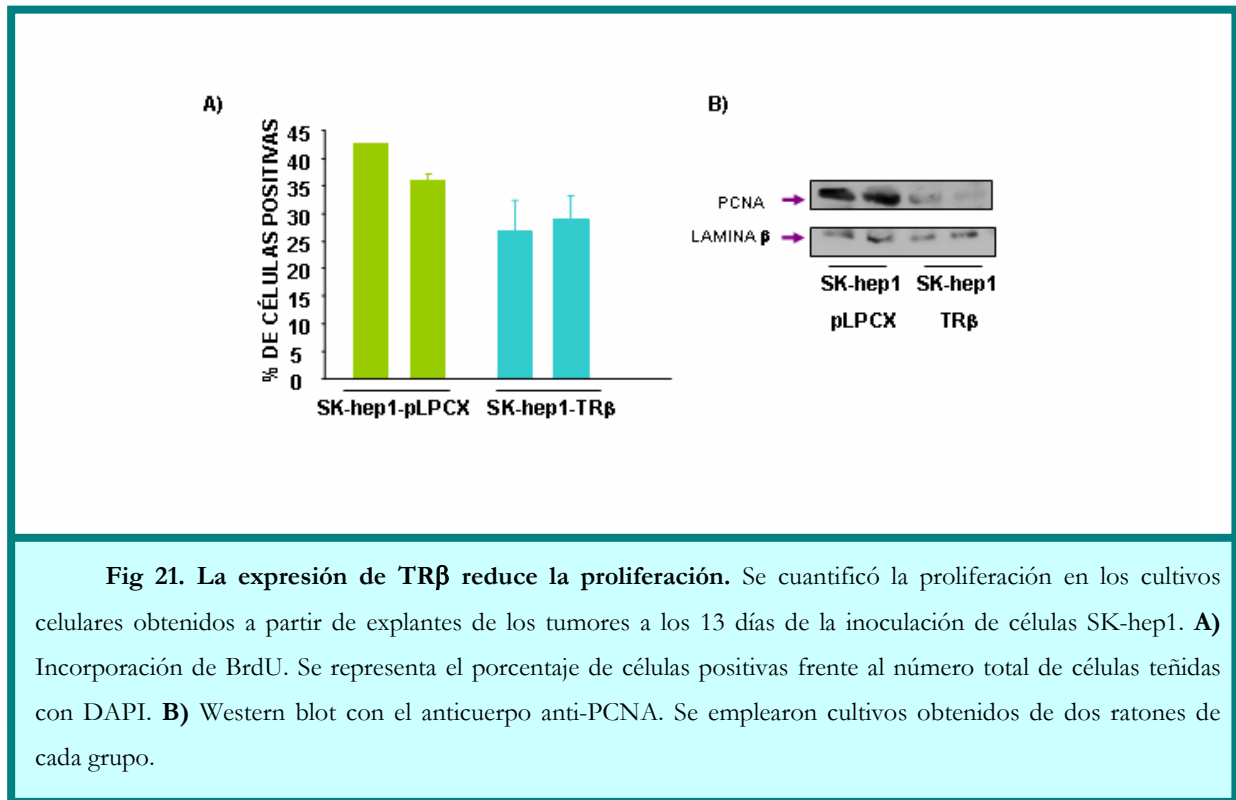 A)
% DE CÉLULAS POSITIVAS
45
40
35
30
25
20
15
10
5
0
SK-hep1-pLPCX SK-hep1-TRβ
B)
PCNA
LAMINA β
SK-hep1 SK-hep1
pLPCX TRβ
Fig 21. La expresión de TRβ reduce la proliferación. Se cuantificó la proliferación en los cultivos
celulares obtenidos a partir de explantes de los tumores a los 13 días de la inoculación de células SK-hep1. A)
Incorporación de BrdU. Se representa el porcentaje de células positivas frente al número total de células teñidas
con DAPI. B) Western blot con el anticuerpo anti-PCNA. Se emplearon cultivos obtenidos de dos ratones de
cada grupo.